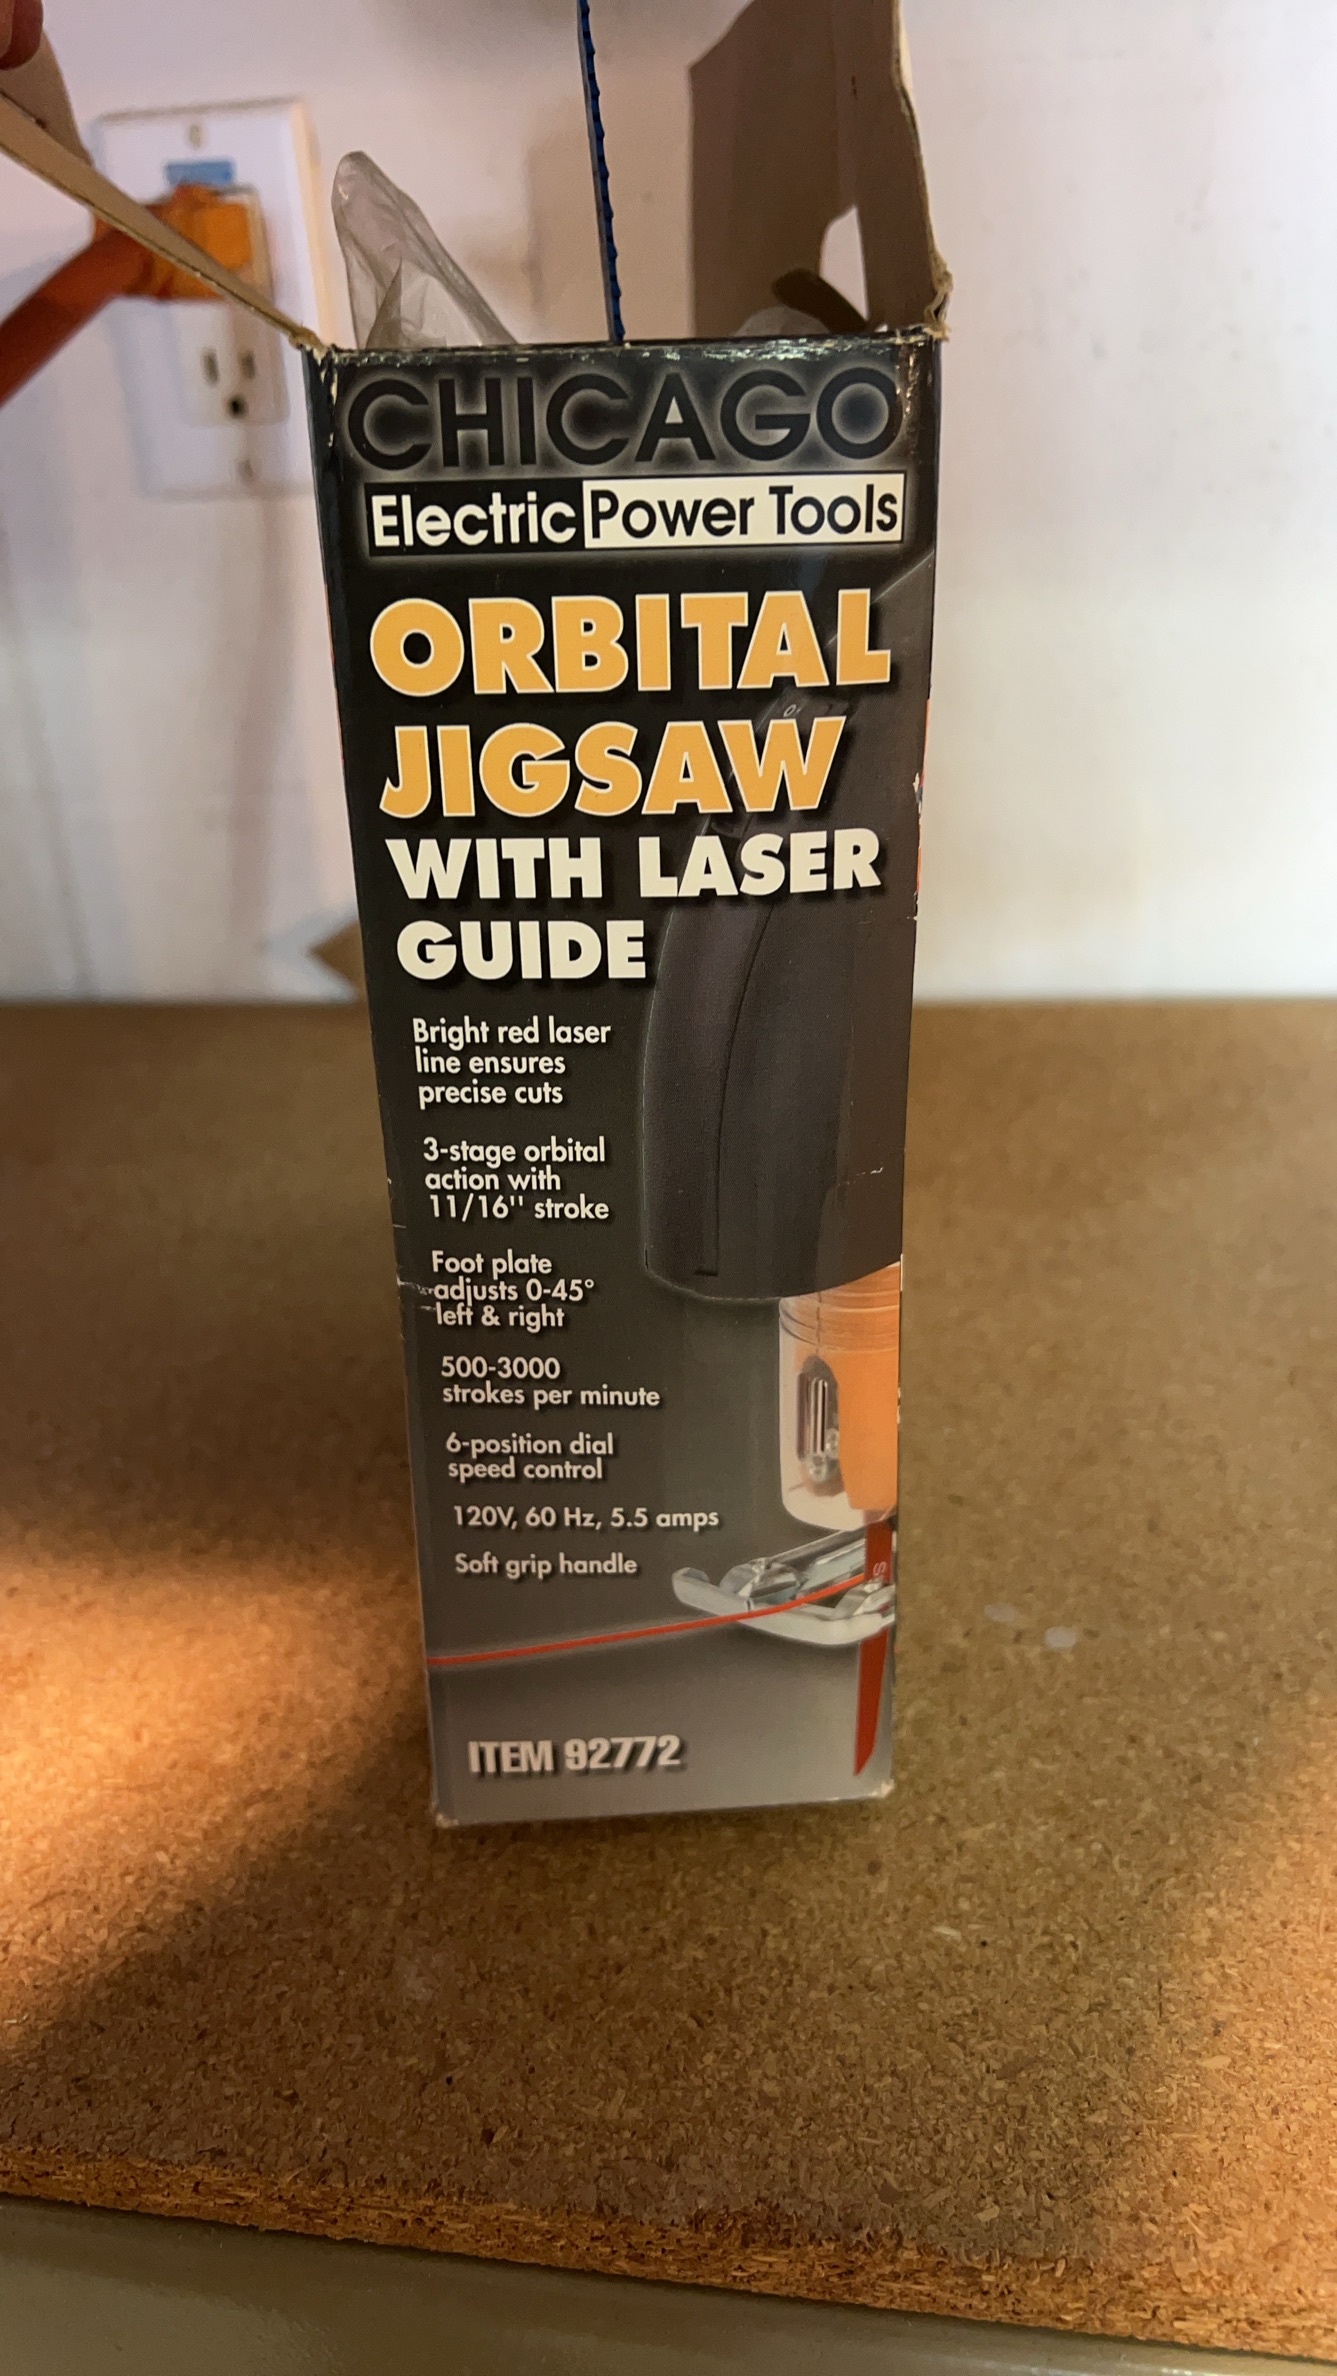 CHICAGO
Electric Power Tools
ORBITAL
JIGSAW
WITH LASER
GUIDE
Bright red laser
line ensures
precise cuts
3-stage orbital
action with
11/16" stroke
Foot plate
adjusts 0-45°
left & right
500-3000
strokes per minute
6-position dial
speed control
120V, 60 Hz, 5.5 amps
Soft grip handle
ITEM 92772